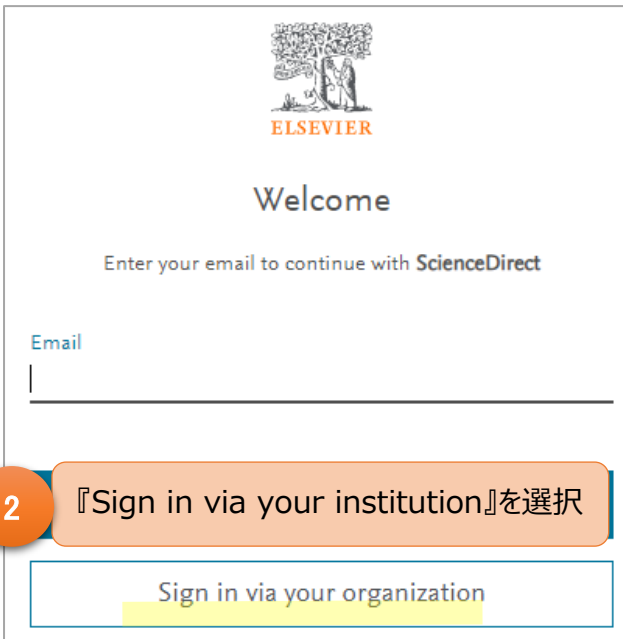 ELSEVIER
Welcome
Enter your email to continue with ScienceDirect
Email
2
『Sign in via your institution』を選択
Sign in via your organization